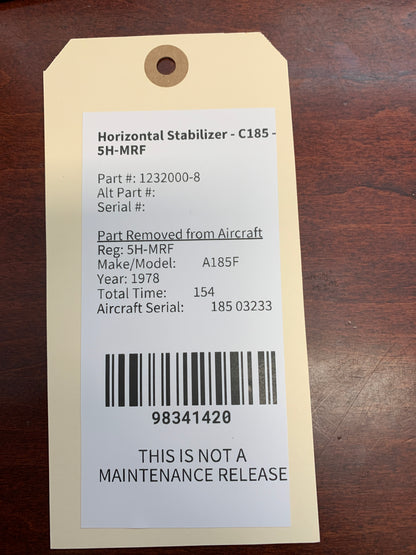 Horizontal Stabilizer - C185 -
5H-MRF
Part #: 1232000-8
Alt Part #:
Serial #:
Part Removed from Aircraft
Reg: 5H-MRF
Make/Model: A185F
Year: 1978
Total Time: 154
Aircraft Serial: 185 03233
98341420
THIS IS NOT A
MAINTENANCE RELEASE